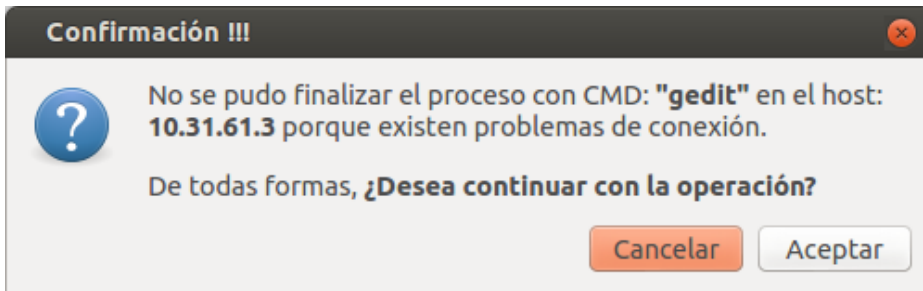 Confirmación !!!
No se pudo finalizar el proceso con CMD: "gedit" en el host:
10.31.61.3 porque existen problemas de conexión.
De todas formas, ¿Desea continuar con la operación?
Cancelar Aceptar